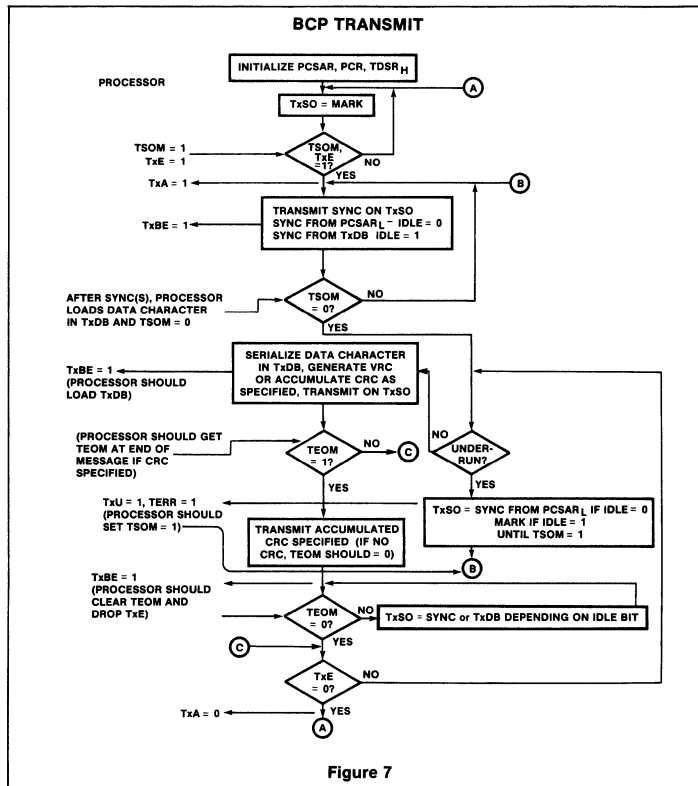 BCP TRANSMIT
INITIALIZE PCSAR, PCR, TDSRH
PROCESSOR
A
TxSO = MARK
TSOM = 1
TxE = 1
TSOM,
TxE
=1?
NO
YES
TxA = 1
B
TRANSMIT SYNC ON TxSO
SYNC FROM PCSARL – IDLE = 0
SYNC FROM TxDB IDLE = 1
TxBE = 1
AFTER SYNC(S), PROCESSOR
LOADS DATA CHARACTER
IN TxDB AND TSOM = 0
TSOM
= 0?
NO
YES
SERIALIZE DATA CHARACTER
IN TxDB, GENERATE VRC
OR ACCUMULATE CRC AS
SPECIFIED, TRANSMIT ON TxSO
TxBE = 1
(PROCESSOR SHOULD
LOAD TxDB)
NO
UNDER-
RUN?
YES
(PROCESSOR SHOULD GET
TEOM AT END OF
MESSAGE IF CRC
SPECIFIED)
TEOM
= 1?
NO
C
YES
TxU = 1, TERR = 1
(PROCESSOR SHOULD
SET TSOM = 1)
TxSO = SYNC FROM PCSARL IF IDLE = 0
MARK IF IDLE = 1
UNTIL TSOM = 1
TRANSMIT ACCUMULATED
CRC SPECIFIED (IF NO
CRC, TEOM SHOULD = 0)
B
TxBE = 1
(PROCESSOR SHOULD
CLEAR TEOM AND
DROP TxE)
TEOM
= 0?
NO
TxSO = SYNC or TxDB DEPENDING ON IDLE BIT
YES
C
TxE
= 0?
NO
YES
TxA = 0
A
Figure 7